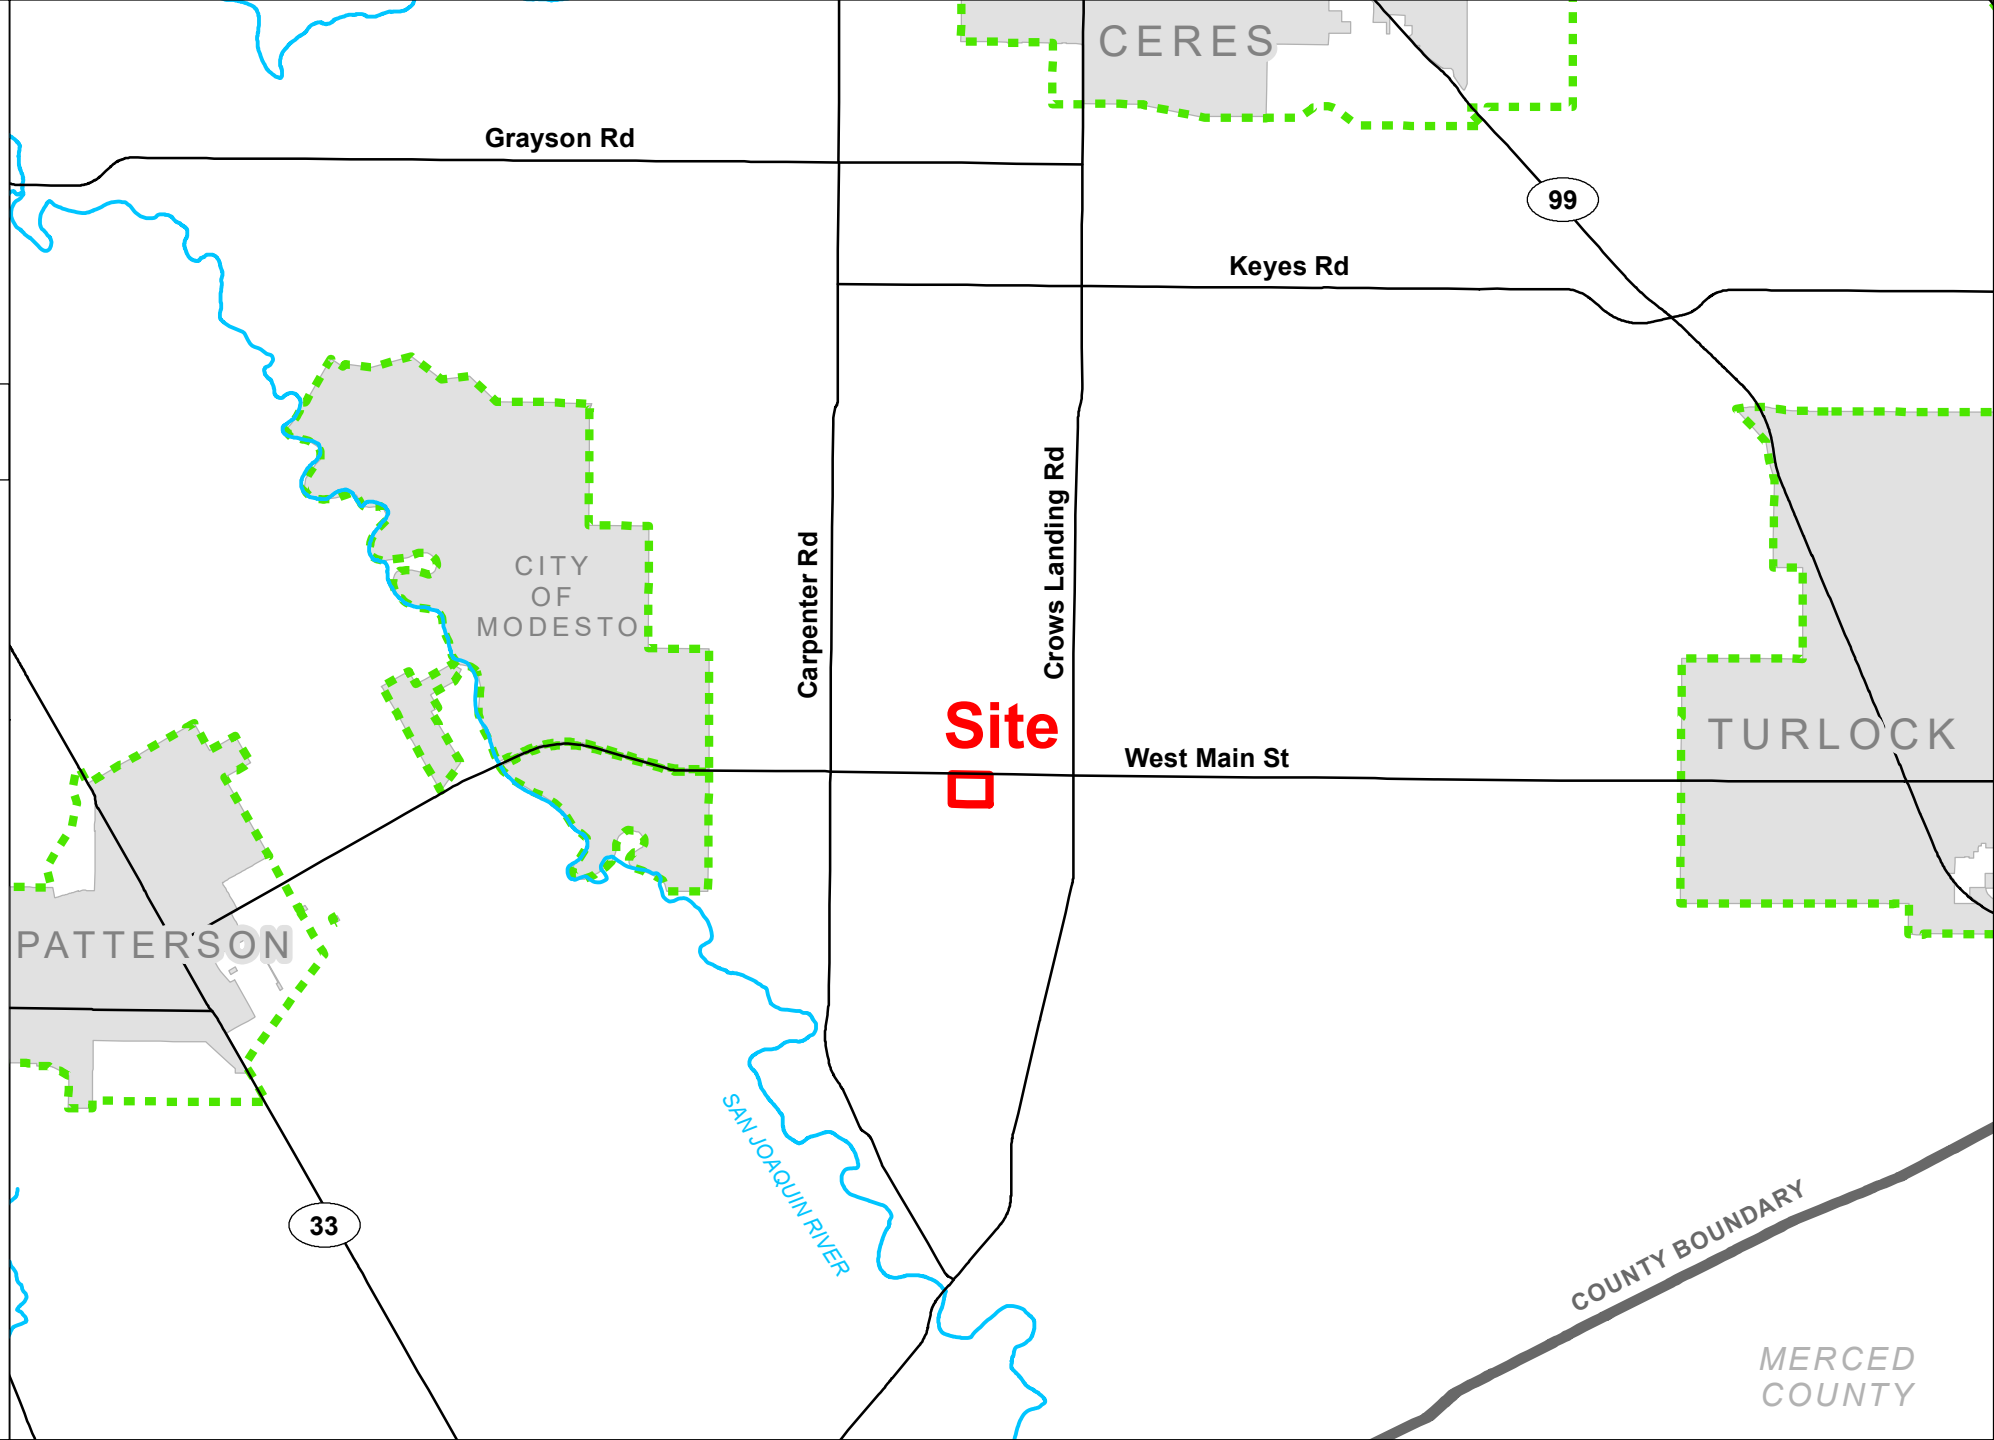 CERES
Grayson Rd
99
Keyes Rd
CITY
OF
MODESTO
Carpenter Rd
Crows Landing Rd
Site
TURLOCK
West Main St
PATTERSON
SAN JOAQUIN RIVER
33
COUNTY BOUNDARY
MERCED
COUNTY